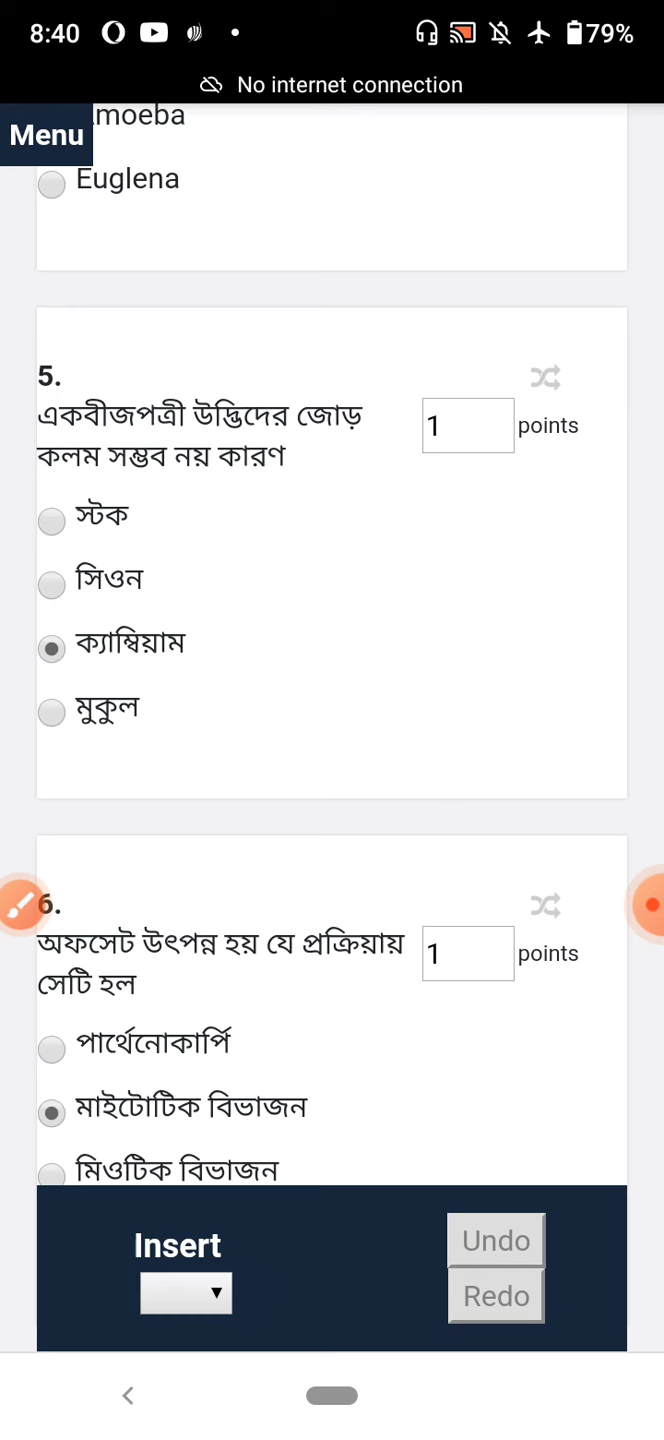 8:40
79%
No internet connection
Menu
moeba
Euglena
5.
একবীজপত্রী উদ্ভিদের জোড়
কলম সম্ভব নয় কারণ
1 points
স্টক
সিওন
ক্যাম্বিয়াম
মুকুল
6.
অফসেট উৎপন্ন হয় যে প্রক্রিয়ায়
সেটি হল
1 points
পার্থেনোকার্পি
মাইটোটিক বিভাজন
মিওটিক বিভাজন
Insert
Undo
Redo